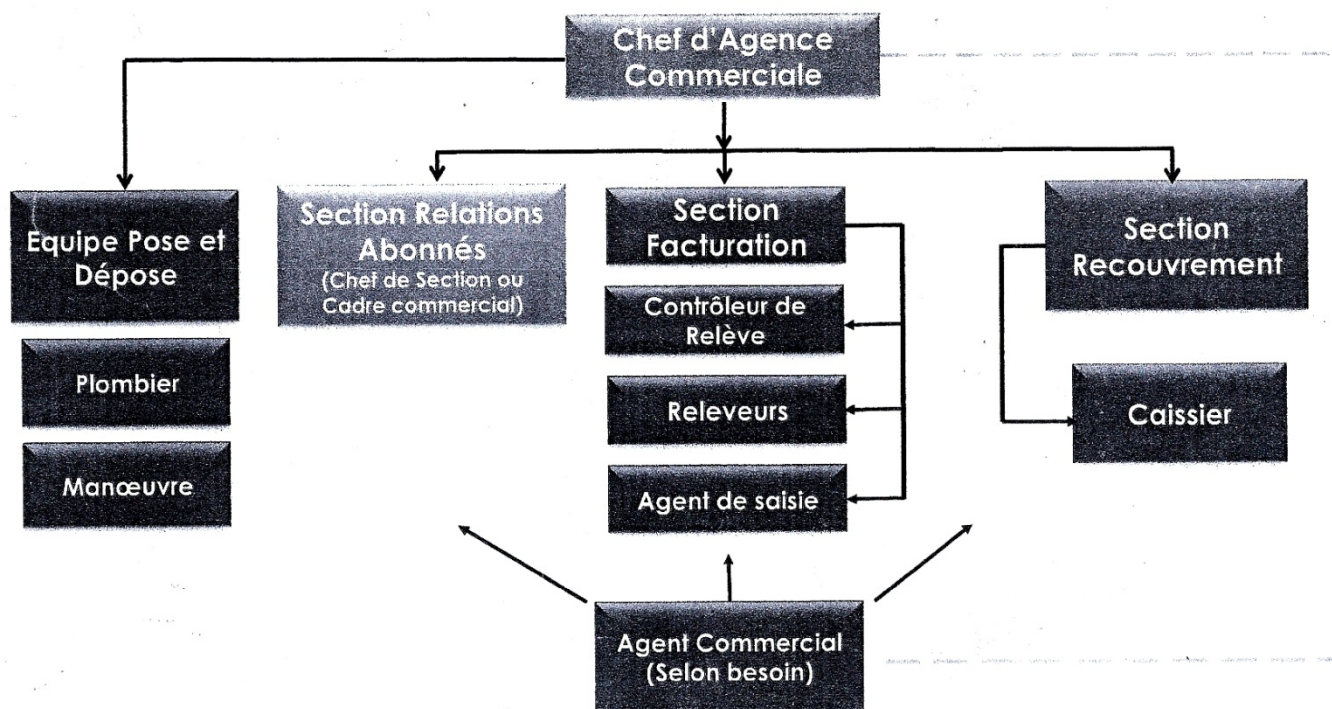 Chef d'Agence
Commerciale
Equipe Pose et
Dépose
Plombier
Manœuvre
Section Relations
Abonnés
(Chef de Section ou
Cadre commercial)
Section
Facturation
Contrôleur de
Relève
Releveurs
Agent de saisie
Section
Recouvrement
Caissier
Agent Commercial
(Selon besoin)